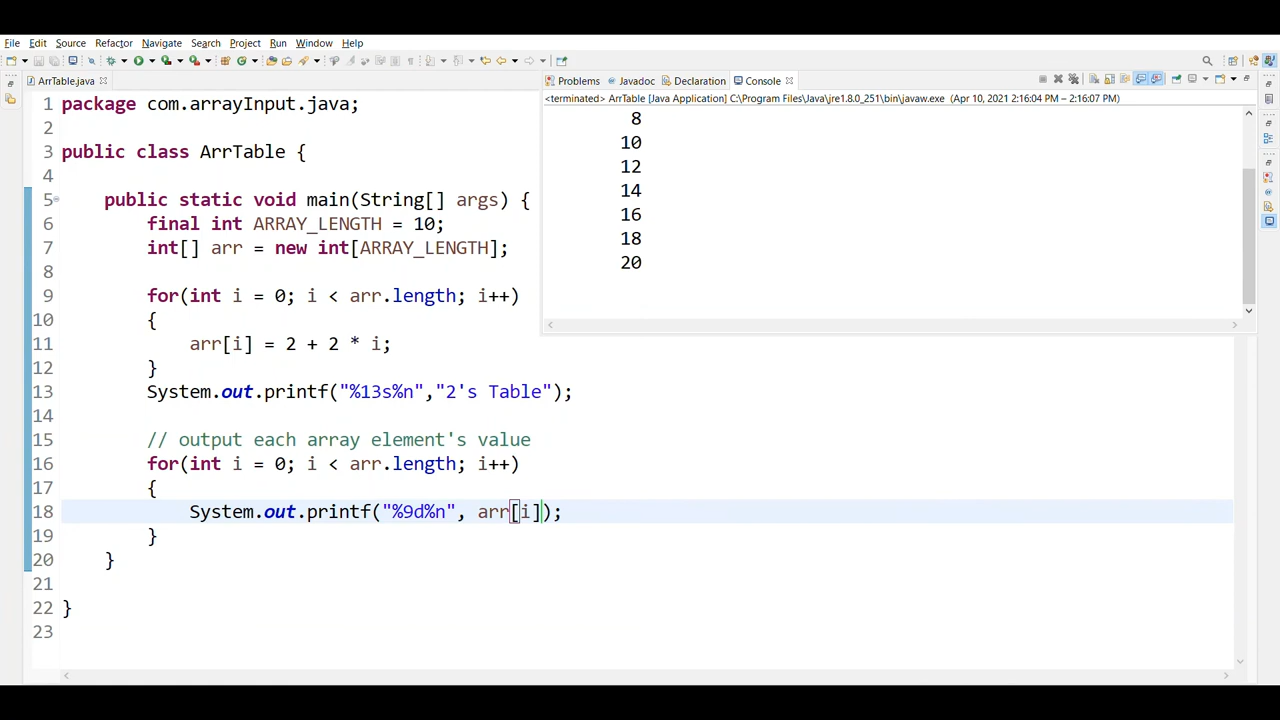 File Edit Source Refactor Navigate Search Project Run Window Help
ArrTable.java
Problems Javadoc Declaration Console
<terminated> ArrTable [Java Application] C:\Program Files\Java\jre1.8.0_251\bin\javaw.exe (Apr 10, 2021 2:16:04 PM – 2:16:07 PM)
8
10
12
14
16
18
20
1 package com.arrayInput.java;
2
3 public class ArrTable {
4
5 public static void main(String[] args) {
6 final int ARRAY_LENGTH = 10;
7 int[] arr = new int[ARRAY_LENGTH];
8
9 for(int i = 0; i < arr.length; i++)
10 {
11 arr[i] = 2 + 2 * i;
12 }
13 System.out.printf("%13s%n","2's Table");
14
15 // output each array element's value
16 for(int i = 0; i < arr.length; i++)
17 {
18 System.out.printf("%9d%n", arr[i]);
19 }
20 }
21
22 }
23